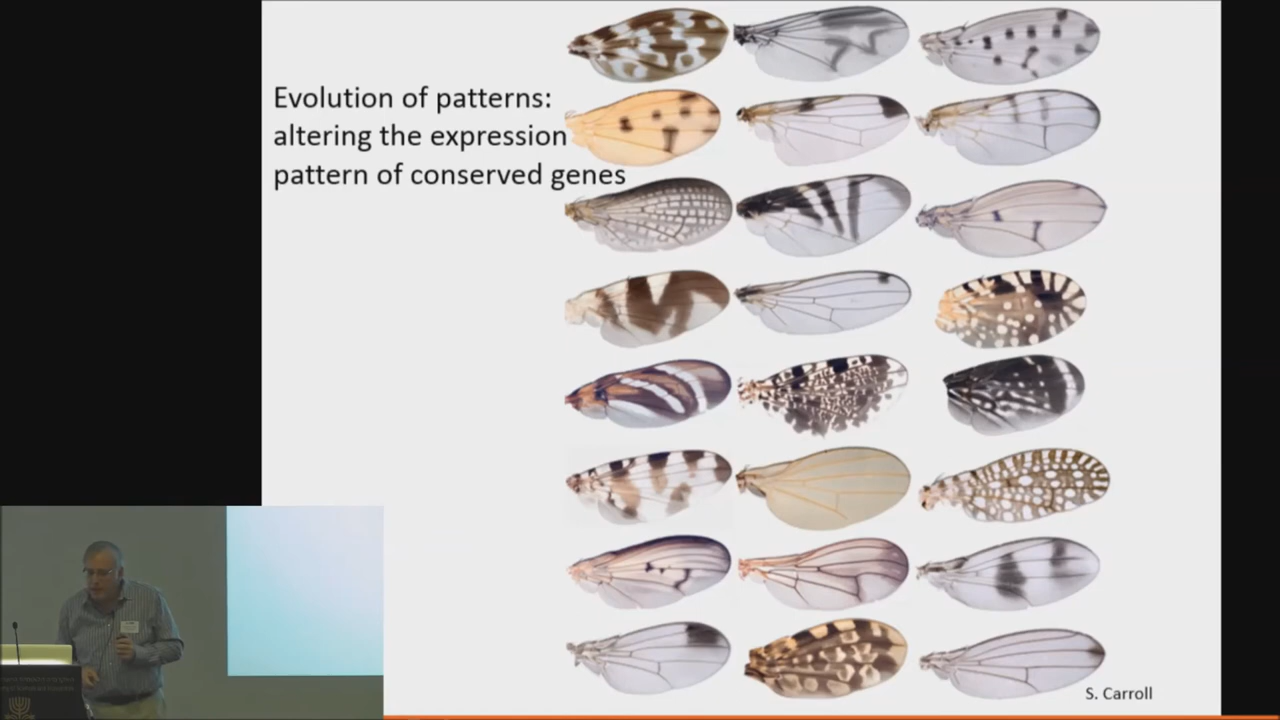 Evolution of patterns:
altering the expression
pattern of conserved genes
S. Carroll